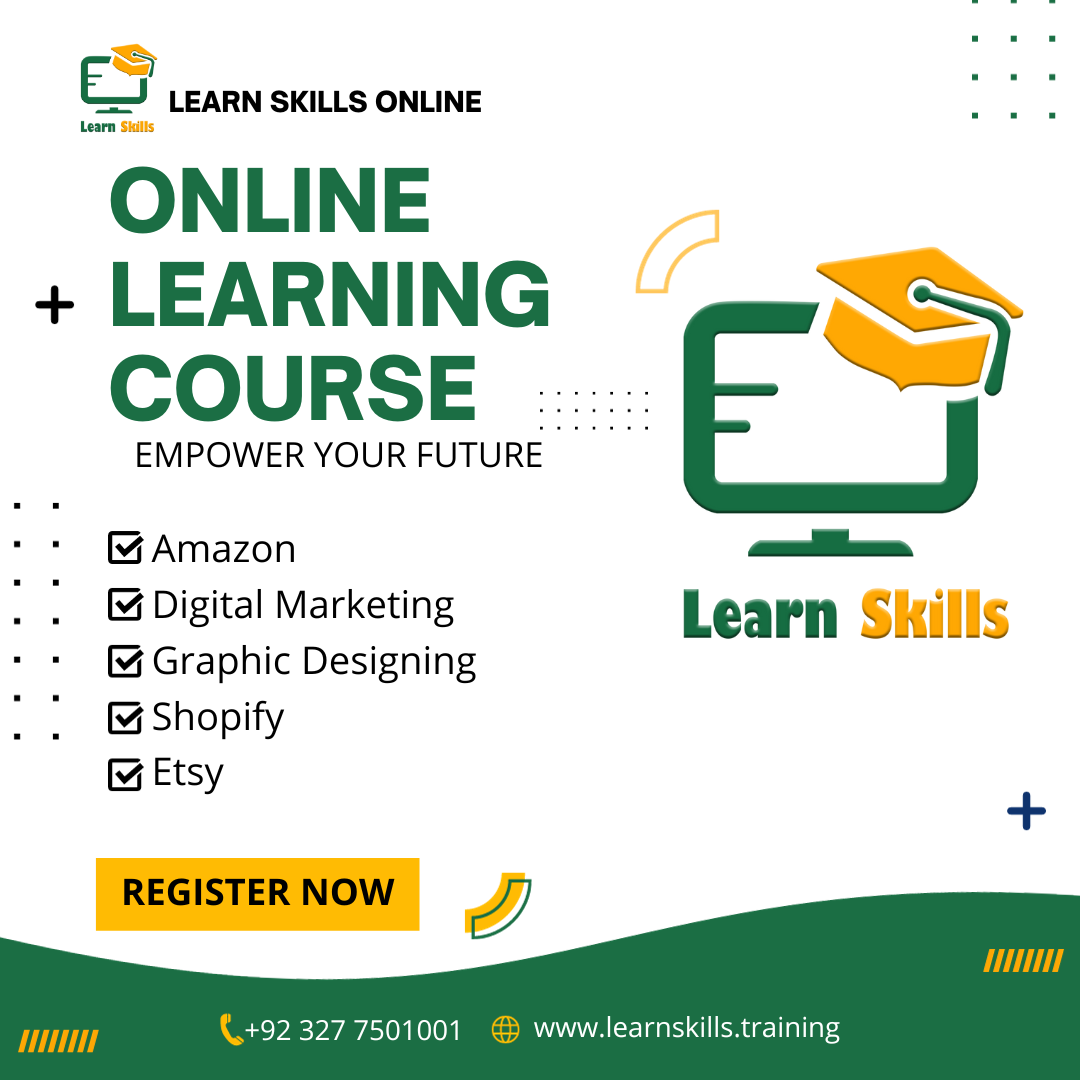 Learn Skills
LEARN SKILLS ONLINE
ONLINE
LEARNING
COURSE
EMPOWER YOUR FUTURE
Amazon
Digital Marketing
Graphic Designing
Shopify
Etsy
Learn Skills
REGISTER NOW
+92 327 7501001
www.learnskills.training